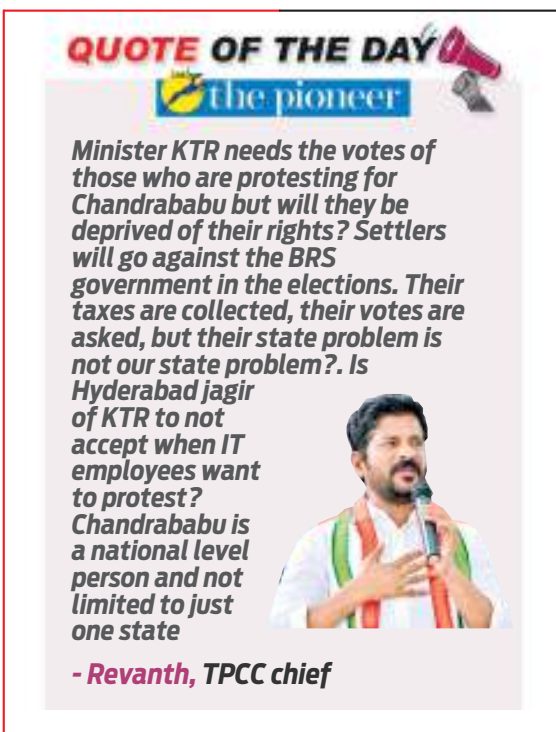 QUOTE OF THE DAY
the pioneer
Minister KTR needs the votes of
those who are protesting for
Chandrababu but will they be
deprived of their rights? Settlers
will go against the BRS
government in the elections. Their
taxes are collected, their votes are
asked, but their state problem is
not our state problem?. Is
Hyderabad jagir
of KTR to not
accept when IT
employees want
to protest?
Chandrababu is
a national level
person and not
limited to just
one state
- Revanth, TPCC chief